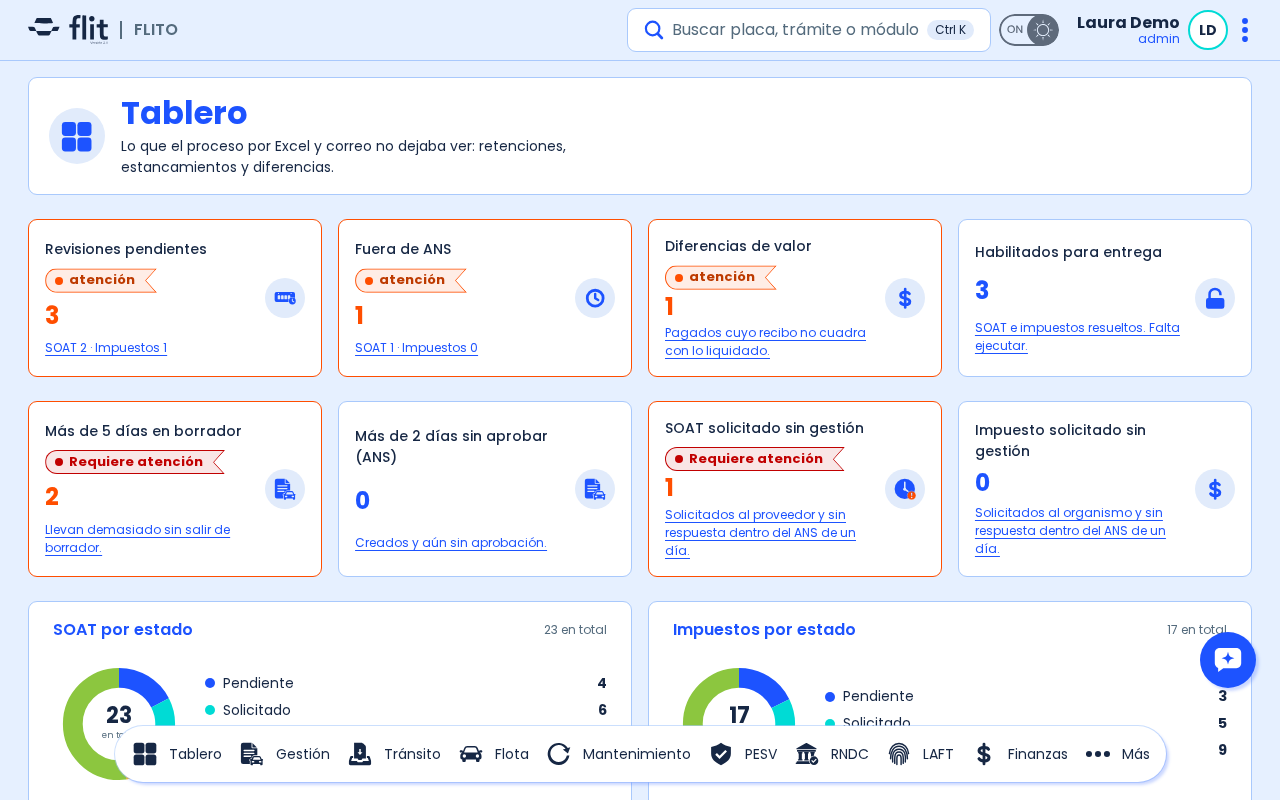 flit
FLITO
Buscar placa, trámite o módulo
Ctrl K
ON
Laura Demo
admin
LD
Tablero
Lo que el proceso por Excel y correo no dejaba ver: retenciones,
estancamientos y diferencias.
Revisiones pendientes
atención
3
SOAT 2 · Impuestos 1
Fuera de ANS
atención
1
SOAT 1 · Impuestos 0
Diferencias de valor
atención
1
Pagados cuyo recibo no cuadra
con lo liquidado.
Habilitados para entrega
3
SOAT e impuestos resueltos. Falta
ejecutar.
Más de 5 días en borrador
Requiere atención
2
Llevan demasiado sin salir de
borrador.
Más de 2 días sin aprobar
(ANS)
0
Creados y aún sin aprobación.
SOAT solicitado sin gestión
Requiere atención
1
Solicitados al proveedor y sin
respuesta dentro del ANS de un
día.
Impuesto solicitado sin
gestión
0
Solicitados al organismo y sin
respuesta dentro del ANS de un
día.
SOAT por estado
23 en total
23
Pendiente
4
Solicitado
6
Impuestos por estado
17 en total
17
Pendiente
3
Solicitado
5
9
Tablero
Gestión
Tránsito
Flota
Mantenimiento
PESV
RNDC
LAFT
Finanzas
Más